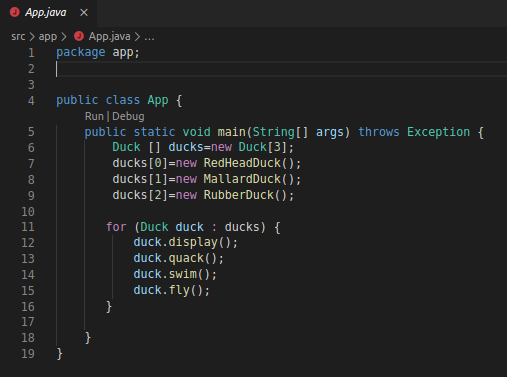 App.java ×
src > app > App.java > ...
1 package app;
2
3
4 public class App {
Run | Debug
5 public static void main(String[] args) throws Exception {
6 Duck [] ducks=new Duck[3];
7 ducks[0]=new RedHeadDuck();
8 ducks[1]=new MallardDuck();
9 ducks[2]=new RubberDuck();
10
11 for (Duck duck : ducks) {
12 duck.display();
13 duck.quack();
14 duck.swim();
15 duck.fly();
16 }
17
18 }
19 }